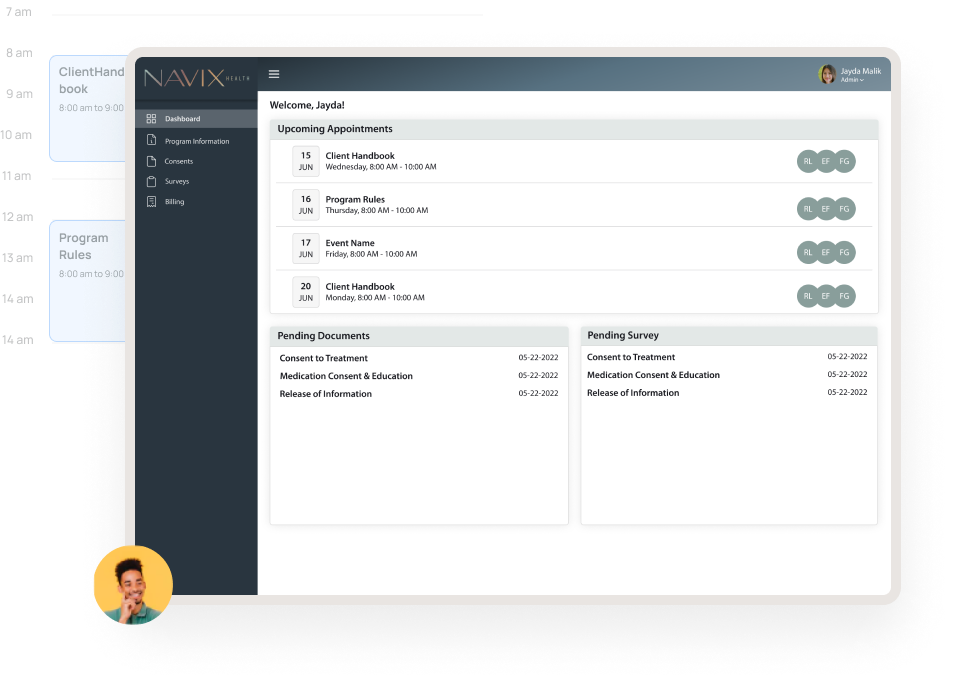 7 am
8 am
ClientHand
book
9 am
8:00 am to 9:00
10 am
11 am
12 am
Program
Rules
13 am
8:00 am to 9:00
14 am
14 am
NAVIX HEALTH
Dashboard
Program Information
Consents
Surveys
Billing
Jayda Malik
Admin
Welcome, Jayda!
Upcoming Appointments
15
JUN
Client Handbook
Wednesday, 8:00 AM - 10:00 AM
RL EF FG
16
JUN
Program Rules
Thursday, 8:00 AM - 10:00 AM
RL EF FG
17
JUN
Event Name
Friday, 8:00 AM - 10:00 AM
RL EF FG
20
JUN
Client Handbook
Monday, 8:00 AM - 10:00 AM
RL EF FG
Pending Documents
Consent to Treatment 05-22-2022
Medication Consent & Education 05-22-2022
Release of Information 05-22-2022
Pending Survey
Consent to Treatment 05-22-2022
Medication Consent & Education 05-22-2022
Release of Information 05-22-2022